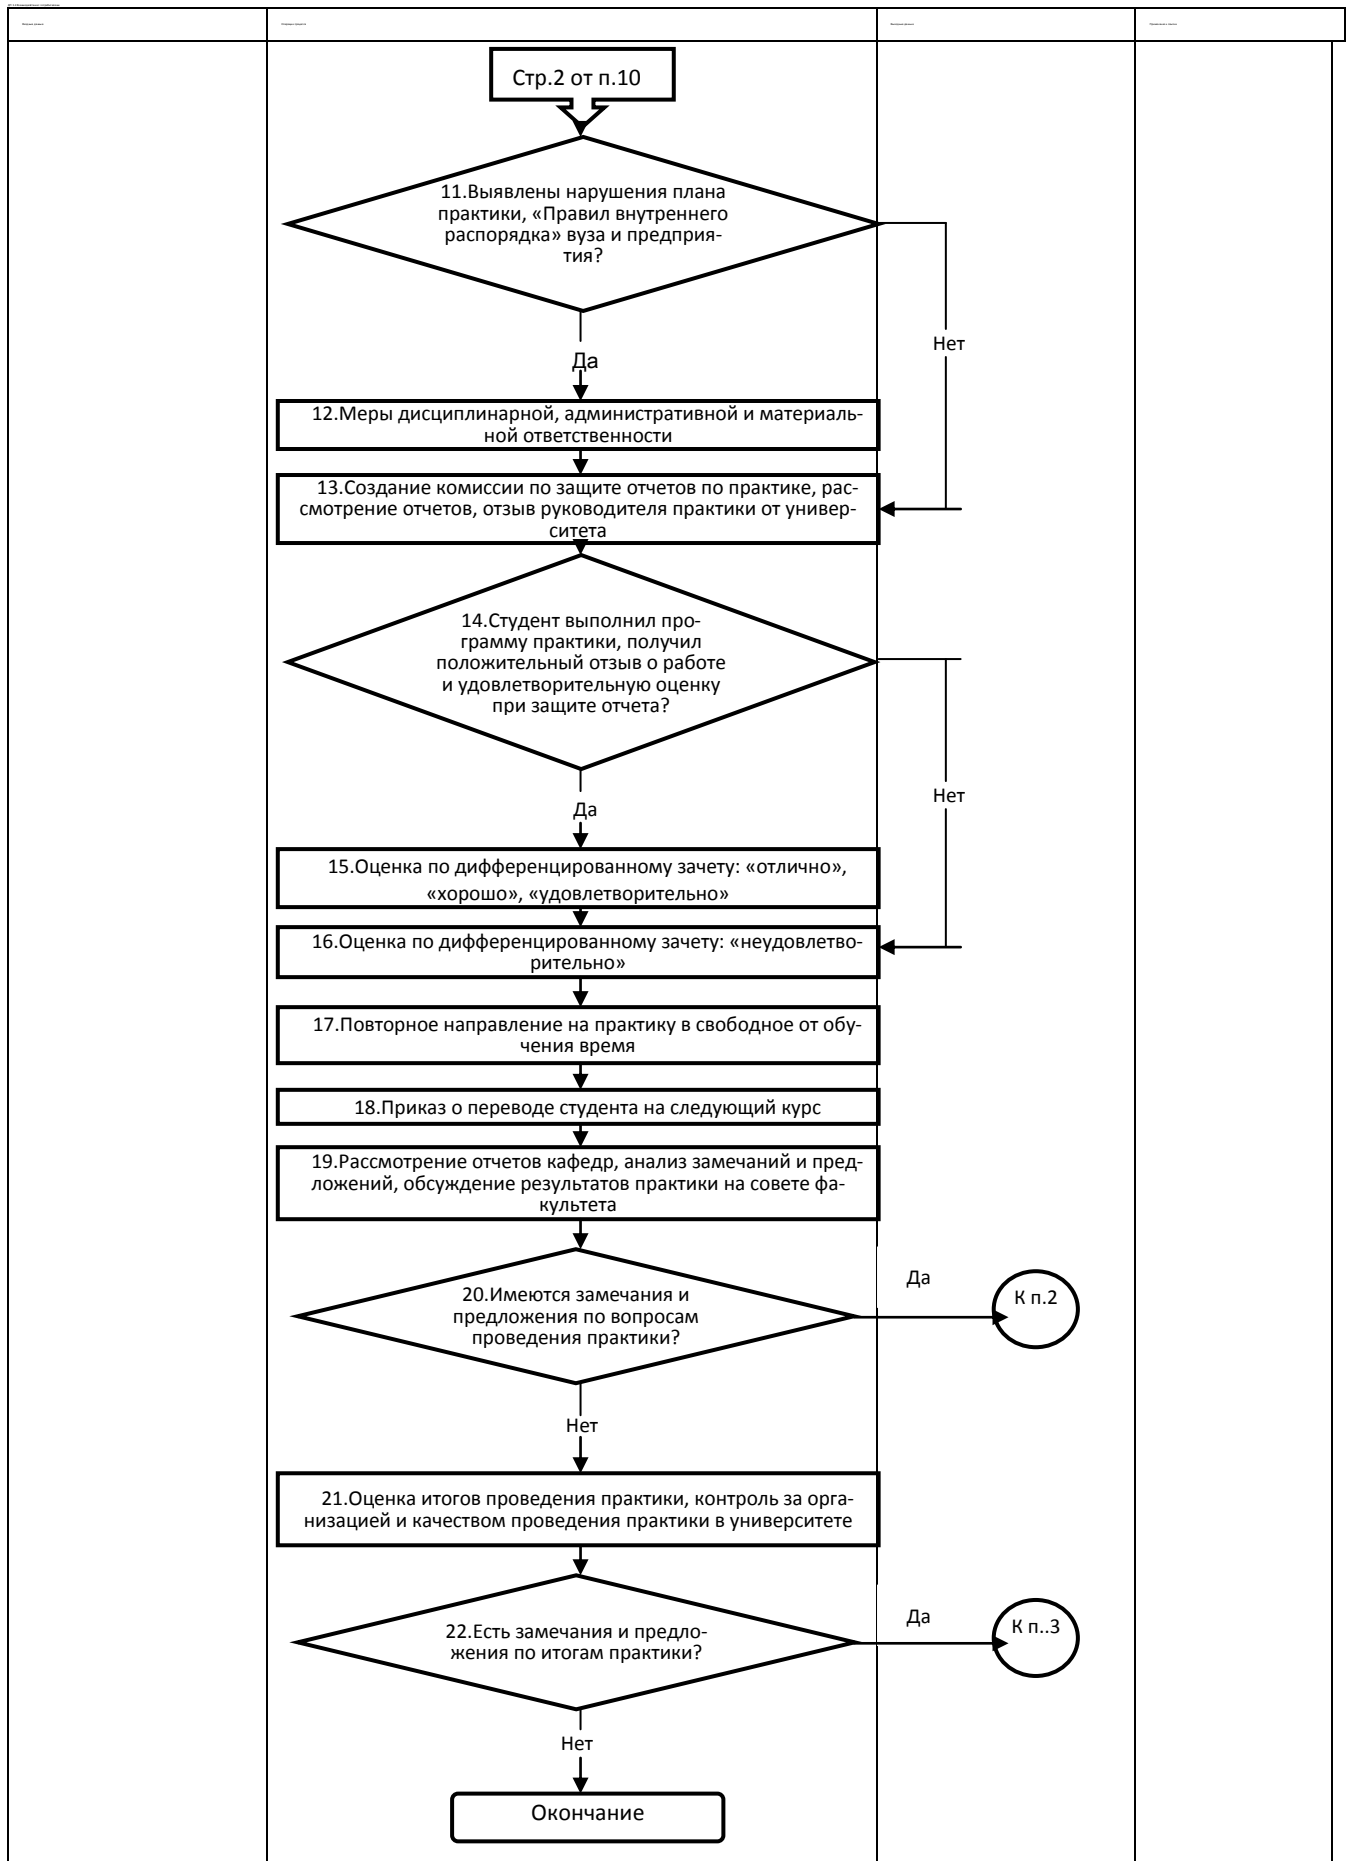 Стр.2 от п.10
11.Выявлены нарушения плана
практики, «Правил внутреннего
распорядка» вуза и предприя-
тия?
Нет
Да
12.Меры дисциплинарной, административной и материаль-
ной ответственности
13.Создание комиссии по защите отчетов по практике, рас-
смотрение отчетов, отзыв руководителя практики от универ-
ситета
14.Студент выполнил про-
грамму практики, получил
положительный отзыв о работе
и удовлетворительную оценку
при защите отчета?
Нет
Да
15.Оценка по дифференцированному зачету: «отлично»,
«хорошо», «удовлетворительно»
16.Оценка по дифференцированному зачету: «неудовлетво-
рительно»
17.Повторное направление на практику в свободное от обу-
чения время
18.Приказ о переводе студента на следующий курс
19.Рассмотрение отчетов кафедр, анализ замечаний и пред-
ложений, обсуждение результатов практики на совете фа-
культета
20.Имеются замечания и
предложения по вопросам
проведения практики?
Да
К п.2
Нет
21.Оценка итогов проведения практики, контроль за орга-
низацией и качеством проведения практики в университете
22.Есть замечания и предло-
жения по итогам практики?
Да
К п..3
Нет
Окончание